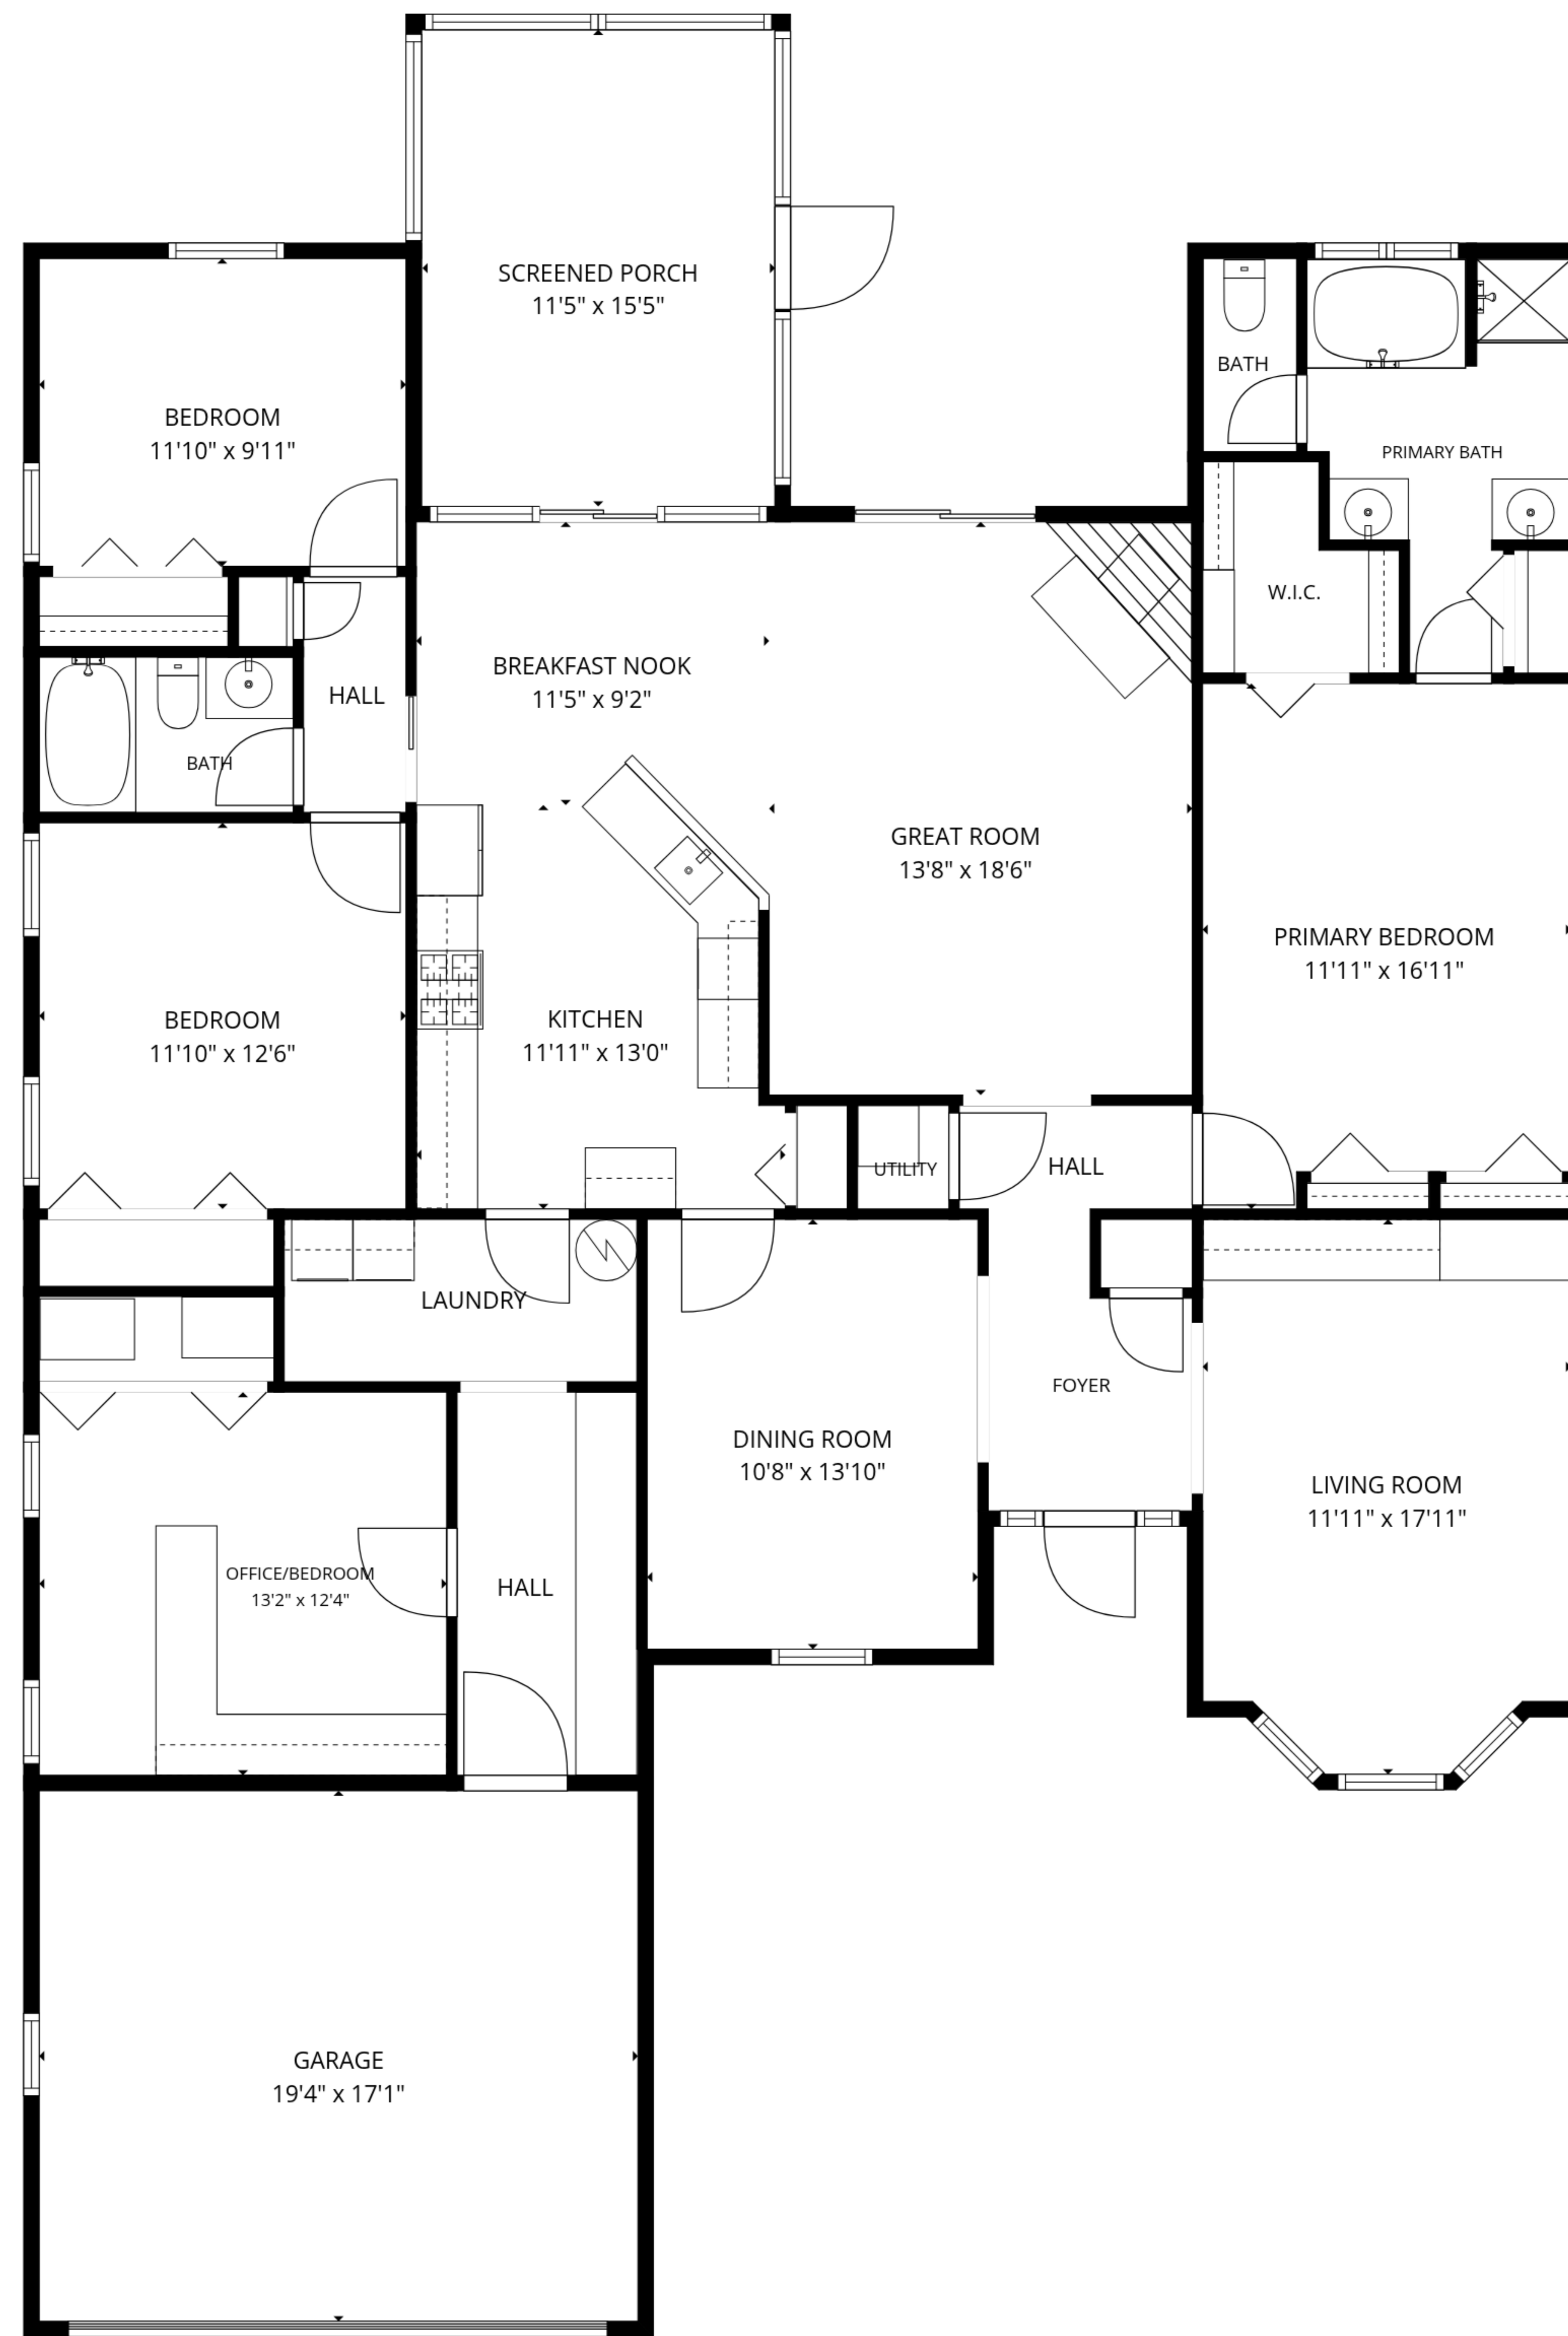 SCREENED PORCH
11'5" x 15'5"
BEDROOM
11'10" x 9'11"
BATH
PRIMARY BATH
W.I.C.
BREAKFAST NOOK
11'5" x 9'2"
HALL
BATH
GREAT ROOM
13'8" x 18'6"
PRIMARY BEDROOM
11'11" x 16'11"
BEDROOM
11'10" x 12'6"
KITCHEN
11'11" x 13'0"
UTILITY
HALL
LAUNDRY
FOYER
DINING ROOM
10'8" x 13'10"
LIVING ROOM
11'11" x 17'11"
OFFICE/BEDROOM
13'2" x 12'4"
HALL
GARAGE
19'4" x 17'1"